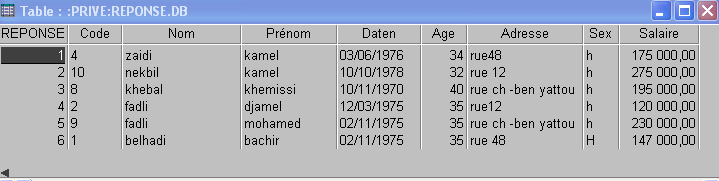 Table : :PRIVE:REPONSE.DB
REPONSE Code Nom Prénom Daten Age Adresse Sex Salaire
1 4 zaidi kamel 03/06/1976 34 rue48 h 175 000,00
2 10 nekbil kamel 10/10/1978 32 rue 12 h 275 000,00
3 8 khebal khemissi 10/11/1970 40 rue ch -ben yattou h 195 000,00
4 2 fadli djamel 12/03/1975 35 rue12 h 120 000,00
5 9 fadli mohamed 02/11/1975 35 rue ch -ben yattou h 230 000,00
6 1 belhadi bachir 02/11/1975 35 rue 48 H 147 000,00